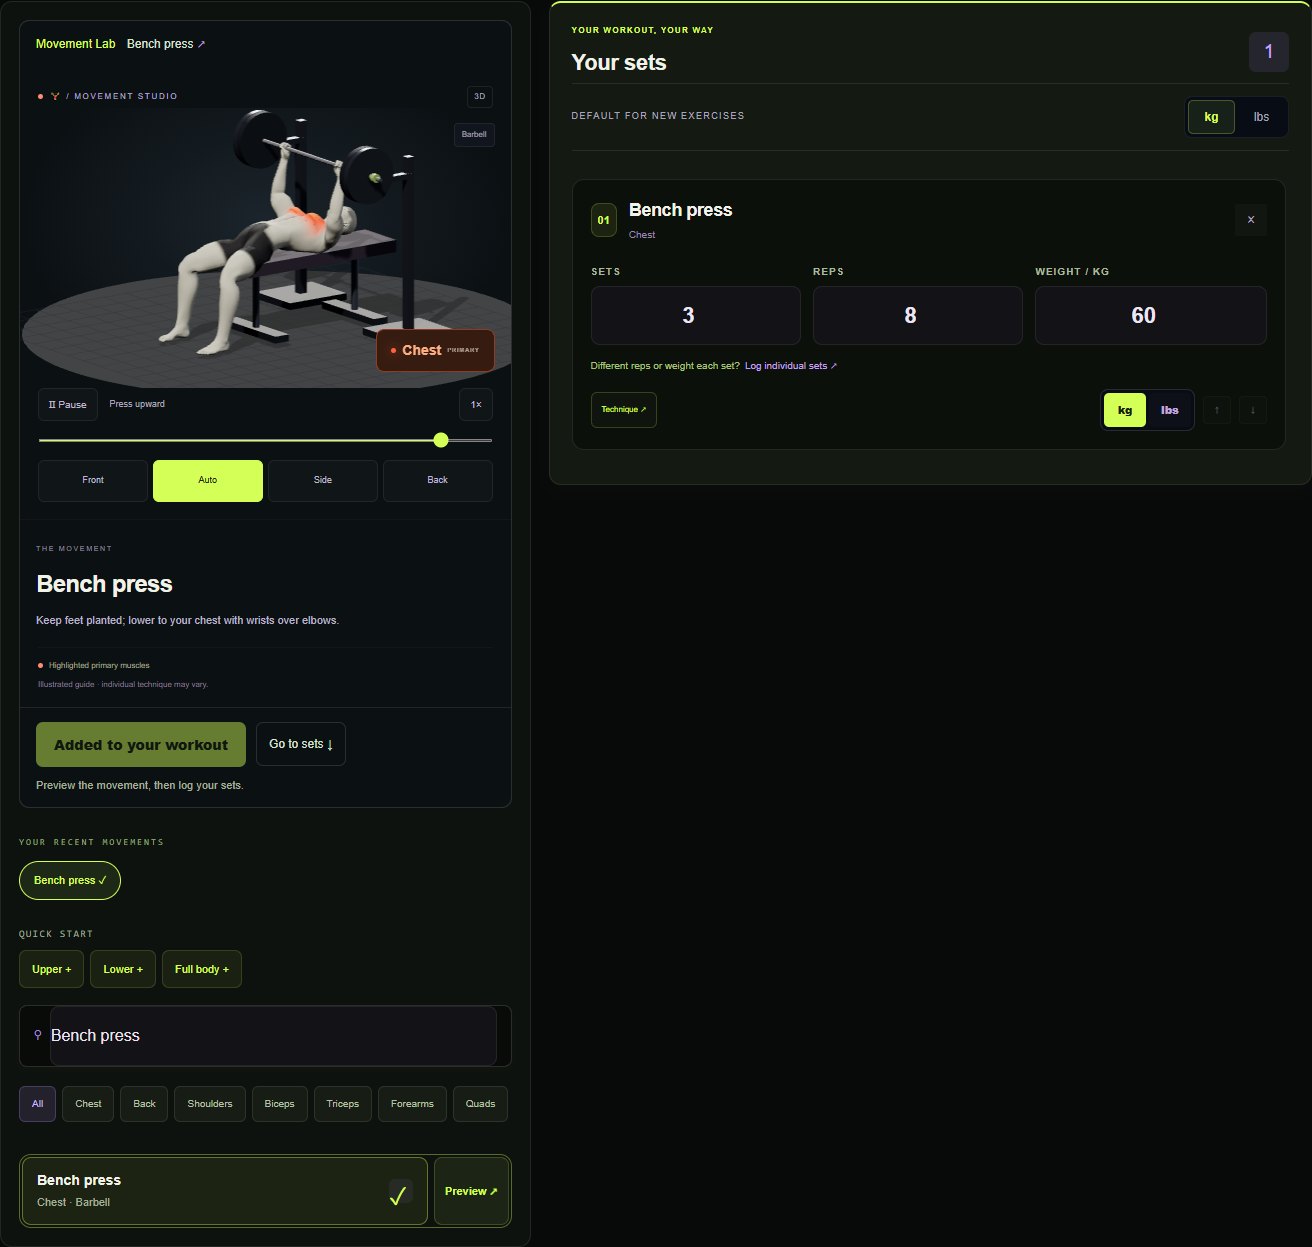 Movement Lab Bench press ↗
/ MOVEMENT STUDIO
3D
Barbell
Chest PRIMARY
Pause
Press upward
1×
Front
Auto
Side
Back
THE MOVEMENT
Bench press
Keep feet planted; lower to your chest with wrists over elbows.
Highlighted primary muscles
Illustrated guide · individual technique may vary.
Added to your workout
Go to sets ↓
Preview the movement, then log your sets.
YOUR RECENT MOVEMENTS
Bench press ✓
QUICK START
Upper +
Lower +
Full body +
Bench press
All
Chest
Back
Shoulders
Biceps
Triceps
Forearms
Quads
Bench press
Chest · Barbell
✓
Preview ↗
YOUR WORKOUT, YOUR WAY
Your sets
1
DEFAULT FOR NEW EXERCISES
kg
lbs
01
Bench press
Chest
×
SETS
REPS
WEIGHT / KG
3
8
60
Different reps or weight each set? Log individual sets ↗
Technique ↗
kg
lbs
↑
↓